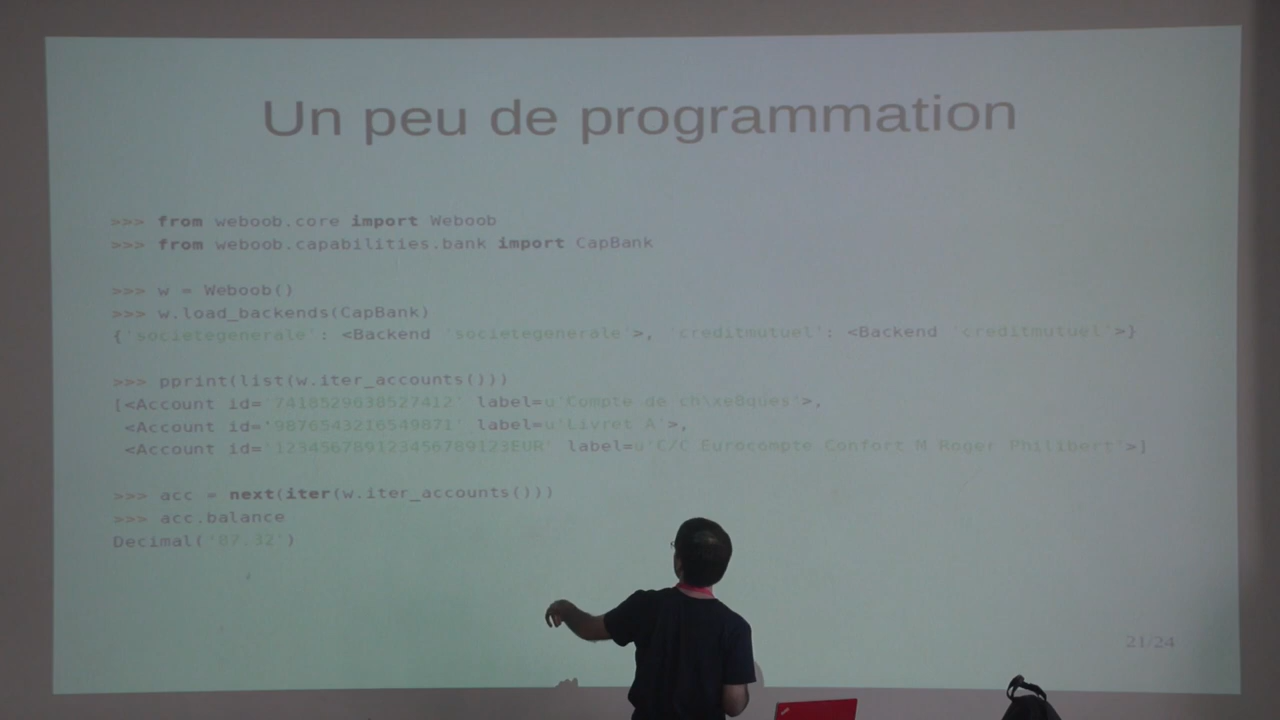 Un peu de programmation
>>> from weboob.core import Weboob
>>> from weboob.capabilities.bank import CapBank
>>> w = Weboob()
>>> w.load_backends(CapBank)
{'societegenerale': <Backend 'societegenerale'>, 'creditmutuel': <Backend 'creditmutuel'>}
>>> pprint(list(w.iter_accounts()))
[<Account id='7418529638527412' label=u'Compte de ch\xe8ques'>,
<Account id='9876543216549871' label=u'Livret A'>,
<Account id='123456789123456789123EUR' label=u'C/C Eurocompte Confort M Roger Philibert'>]
>>> acc = next(iter(w.iter_accounts()))
>>> acc.balance
Decimal('87.32')
21/24